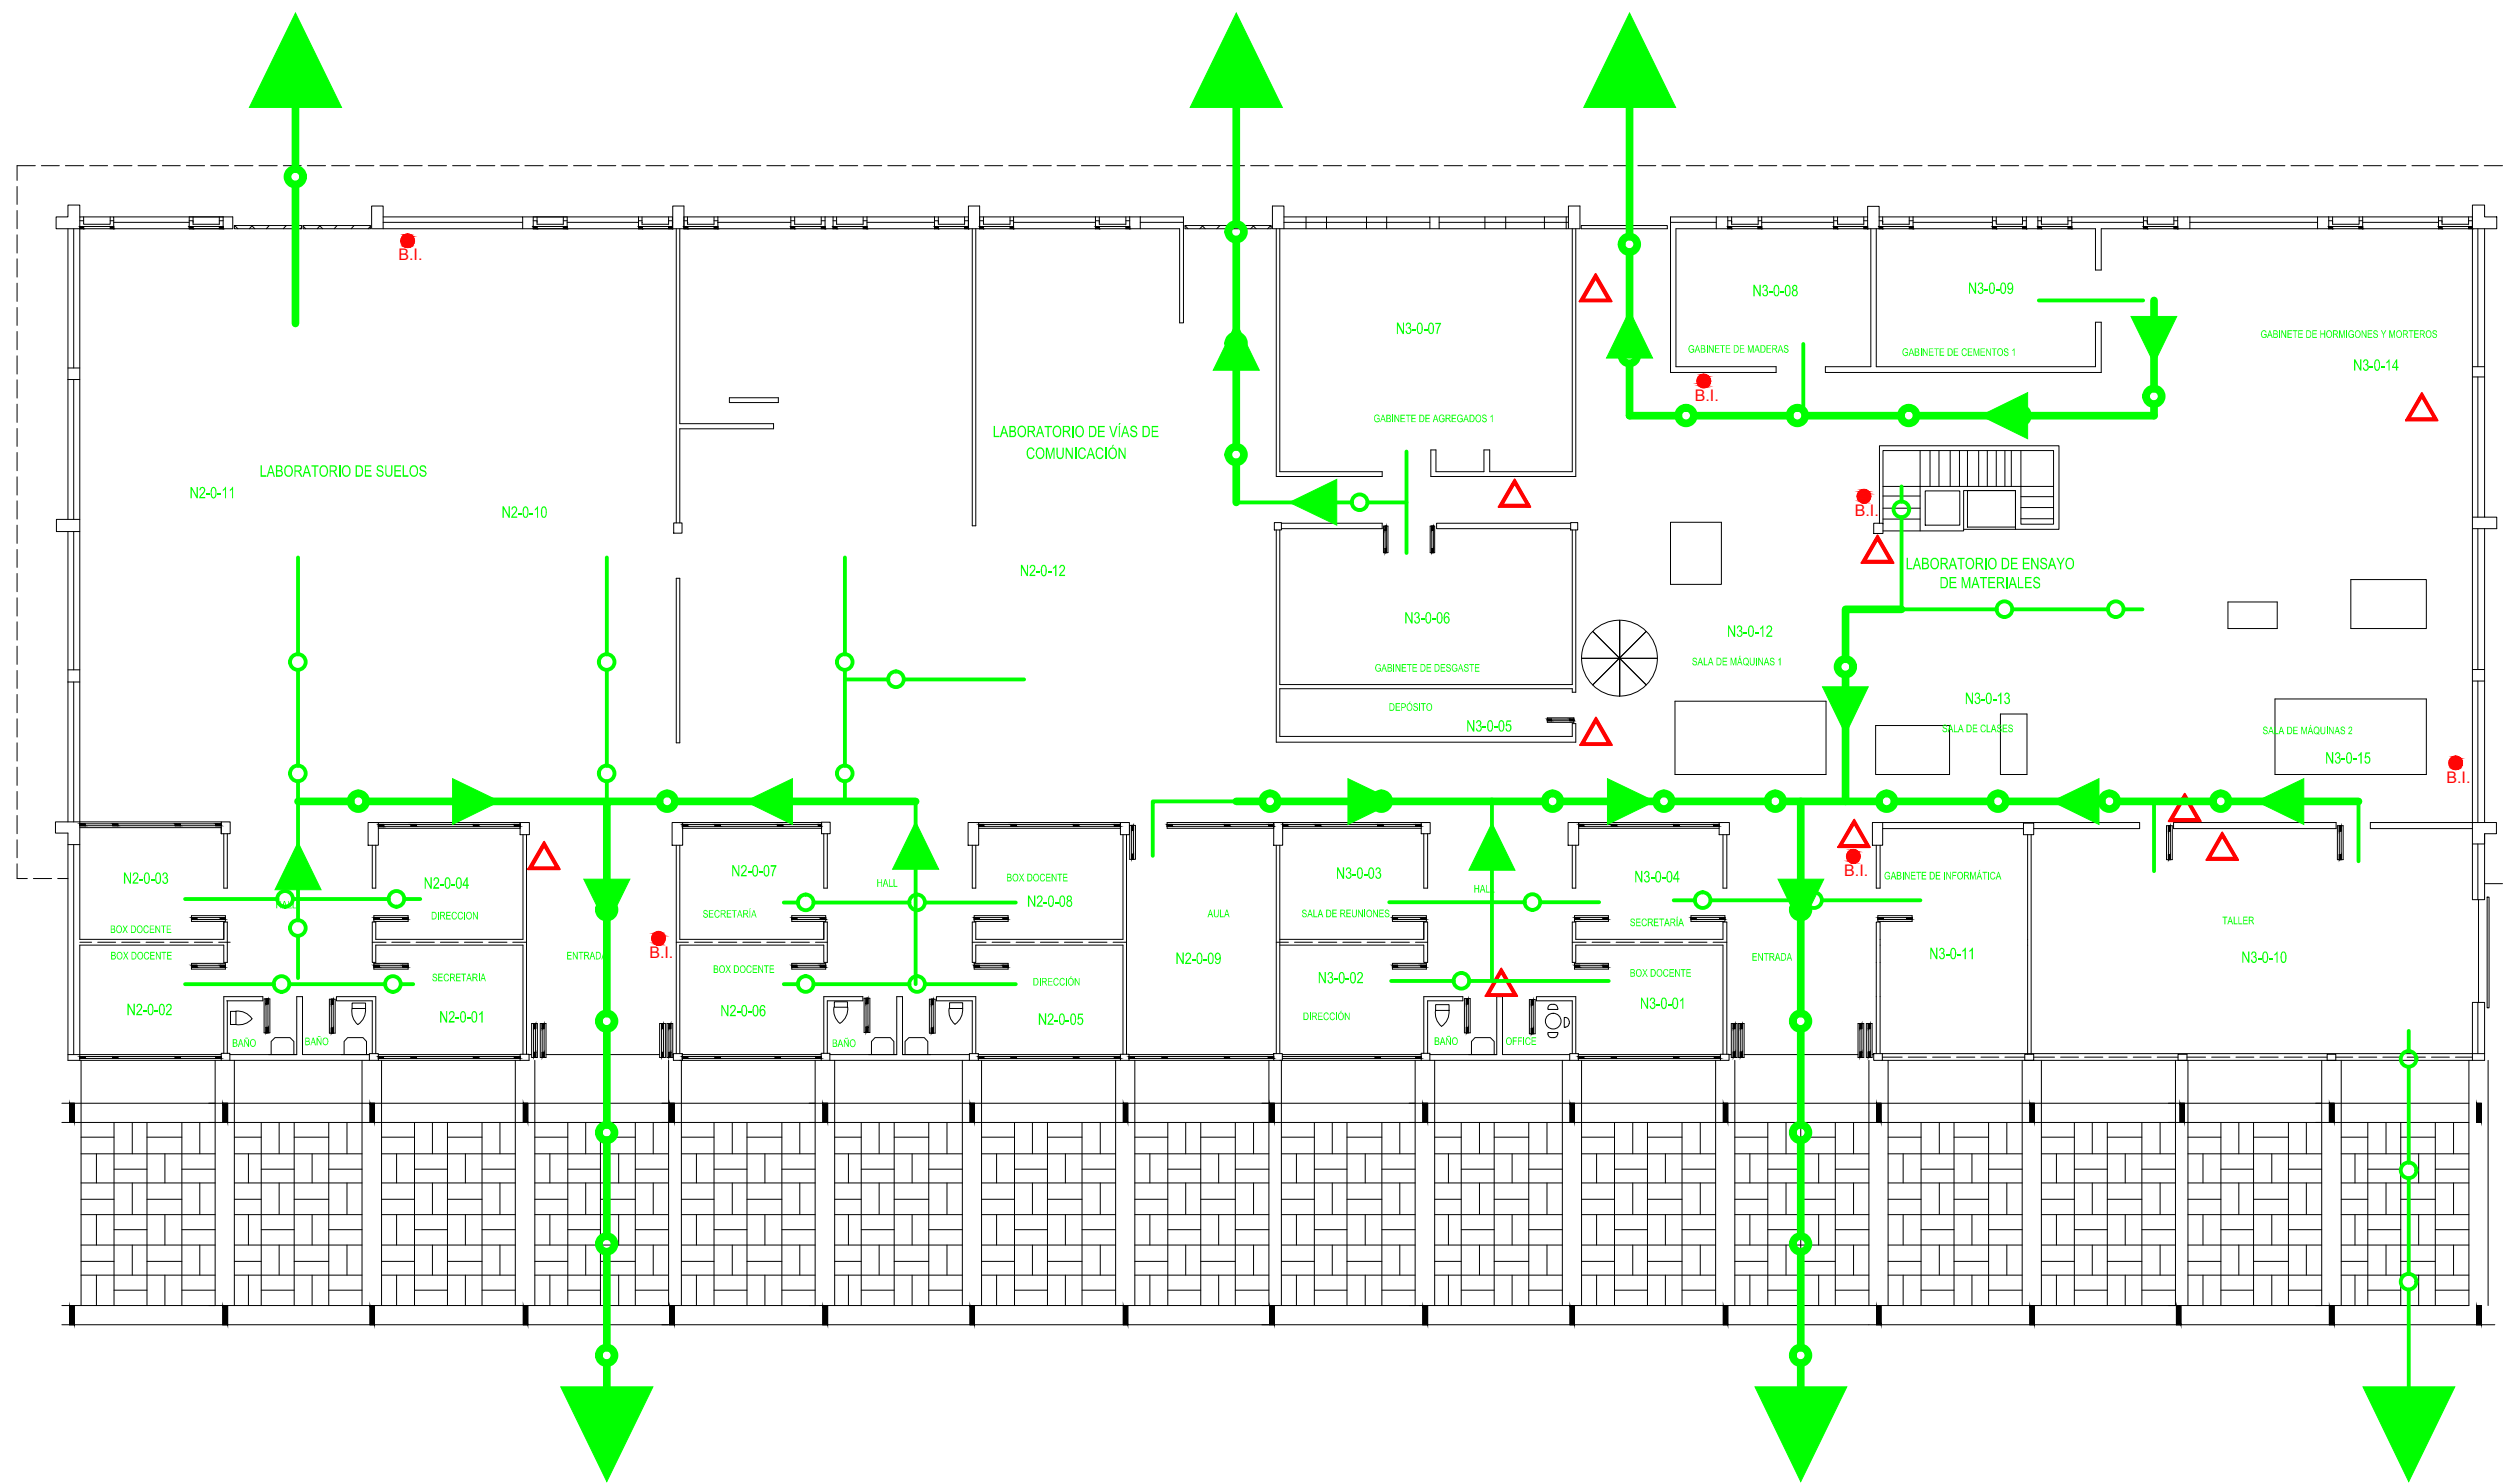 B.I.
N3-0-08
N3-0-09
N3-0-07
GABINETE DE HORMIGONES Y MORTEROS
GABINETE DE MADERAS
GABINETE DE CEMENTOS 1
N3-0-14
B.I.
GABINETE DE AGREGADOS 1
LABORATORIO DE VÍAS DE
COMUNICACIÓN
LABORATORIO DE SUELOS
N2-0-11
N2-0-10
B.I.
LABORATORIO DE ENSAYO
DE MATERIALES
N2-0-12
N3-0-06
N3-0-12
GABINETE DE DESGASTE
SALA DE MÁQUINAS 1
N3-0-13
DEPÓSITO
N3-0-05
SALA DE CLASES
SALA DE MÁQUINAS 2
N3-0-15
B.I.
N2-0-03
N2-0-04
N2-0-07
HALL
BOX DOCENTE
N2-0-08
N3-0-03
HALL
N3-0-04
B.I.
GABINETE DE INFORMÁTICA
HALL
DIRECCION
SECRETARÍA
AULA
SALA DE REUNIONES
SECRETARÍA
TALLER
BOX DOCENTE
BOX DOCENTE
ENTRADA
B.I.
N2-0-09
ENTRADA
N3-0-11
N3-0-10
SECRETARÍA
BOX DOCENTE
DIRECCIÓN
N3-0-02
BOX DOCENTE
N2-0-02
N2-0-01
N2-0-06
N2-0-05
DIRECCIÓN
N3-0-01
BAÑO
BAÑO
BAÑO
BAÑO
OFFICE